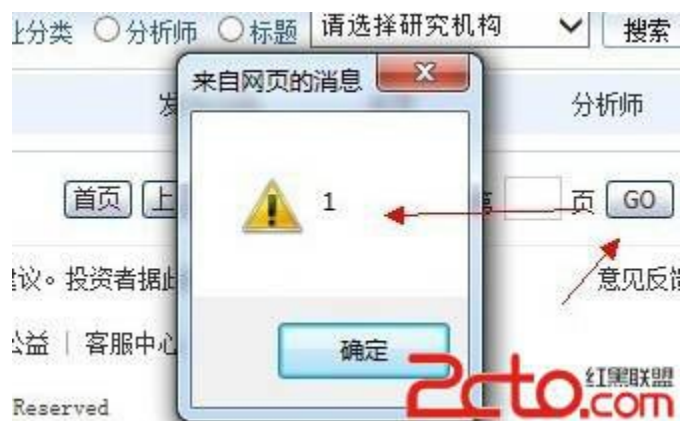 分类 分析师 标题 请选择研究机构 搜索
来自网页的消息
分析师
1
首页 上 页 GO
议。投资者据此 意见反馈
公益 | 客服中心
确定
红黑联盟
2cto.com
Reserved